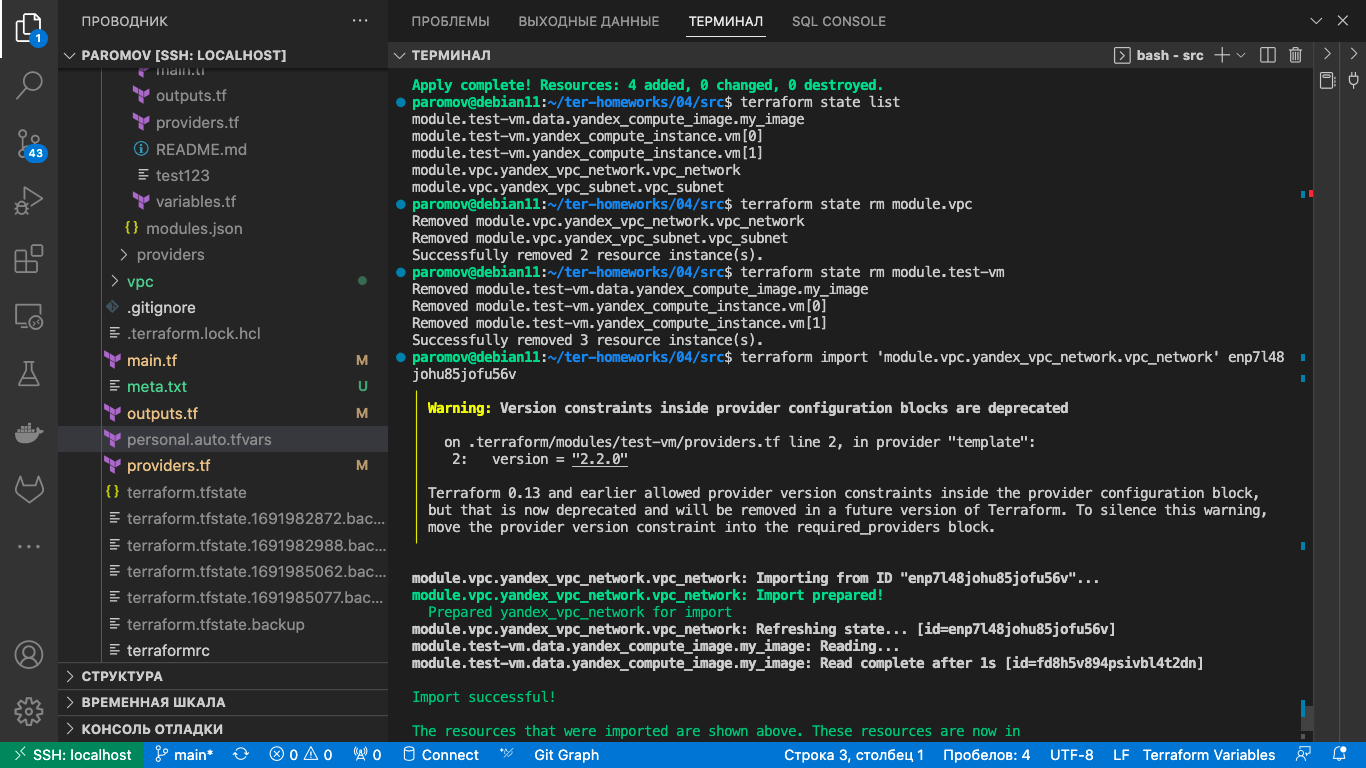 ПРОВОДНИК
PAROMOV [SSH: LOCALHOST]
main.tf
outputs.tf
providers.tf
README.md
test123
variables.tf
modules.json
providers
vpc
.gitignore
.terraform.lock.hcl
main.tf M
meta.txt U
outputs.tf M
personal.auto.tfvars
providers.tf M
terraform.tfstate
terraform.tfstate.1691982872.bac...
terraform.tfstate.1691982988.bac...
terraform.tfstate.1691985062.bac...
terraform.tfstate.1691985077.bac...
terraform.tfstate.backup
terraformrc
СТРУКТУРА
ВРЕМЕННАЯ ШКАЛА
КОНСОЛЬ ОТЛАДКИ
1
43
ПРОБЛЕМЫ ВЫХОДНЫЕ ДАННЫЕ ТЕРМИНАЛ SQL CONSOLE
ТЕРМИНАЛ bash - src
Apply complete! Resources: 4 added, 0 changed, 0 destroyed.
paromov@debian11:~/ter-homeworks/04/src$ terraform state list
module.test-vm.data.yandex_compute_image.my_image
module.test-vm.yandex_compute_instance.vm[0]
module.test-vm.yandex_compute_instance.vm[1]
module.vpc.yandex_vpc_network.vpc_network
module.vpc.yandex_vpc_subnet.vpc_subnet
paromov@debian11:~/ter-homeworks/04/src$ terraform state rm module.vpc
Removed module.vpc.yandex_vpc_network.vpc_network
Removed module.vpc.yandex_vpc_subnet.vpc_subnet
Successfully removed 2 resource instance(s).
paromov@debian11:~/ter-homeworks/04/src$ terraform state rm module.test-vm
Removed module.test-vm.data.yandex_compute_image.my_image
Removed module.test-vm.yandex_compute_instance.vm[0]
Removed module.test-vm.yandex_compute_instance.vm[1]
Successfully removed 3 resource instance(s).
paromov@debian11:~/ter-homeworks/04/src$ terraform import 'module.vpc.yandex_vpc_network.vpc_network' enp7l48
johu85jofu56v
Warning: Version constraints inside provider configuration blocks are deprecated
on .terraform/modules/test-vm/providers.tf line 2, in provider "template":
2: version = "2.2.0"
Terraform 0.13 and earlier allowed provider version constraints inside the provider configuration block,
but that is now deprecated and will be removed in a future version of Terraform. To silence this warning,
move the provider version constraint into the required_providers block.
module.vpc.yandex_vpc_network.vpc_network: Importing from ID "enp7l48johu85jofu56v"...
module.vpc.yandex_vpc_network.vpc_network: Import prepared!
Prepared yandex_vpc_network for import
module.vpc.yandex_vpc_network.vpc_network: Refreshing state... [id=enp7l48johu85jofu56v]
module.test-vm.data.yandex_compute_image.my_image: Reading...
module.test-vm.data.yandex_compute_image.my_image: Read complete after 1s [id=fd8h5v894psivbl4t2dn]
Import successful!
The resources that were imported are shown above. These resources are now in
SSH: localhost main* 0 0 0 Connect Git Graph Строка 3, столбец 1 Пробелов: 4 UTF-8 LF Terraform Variables